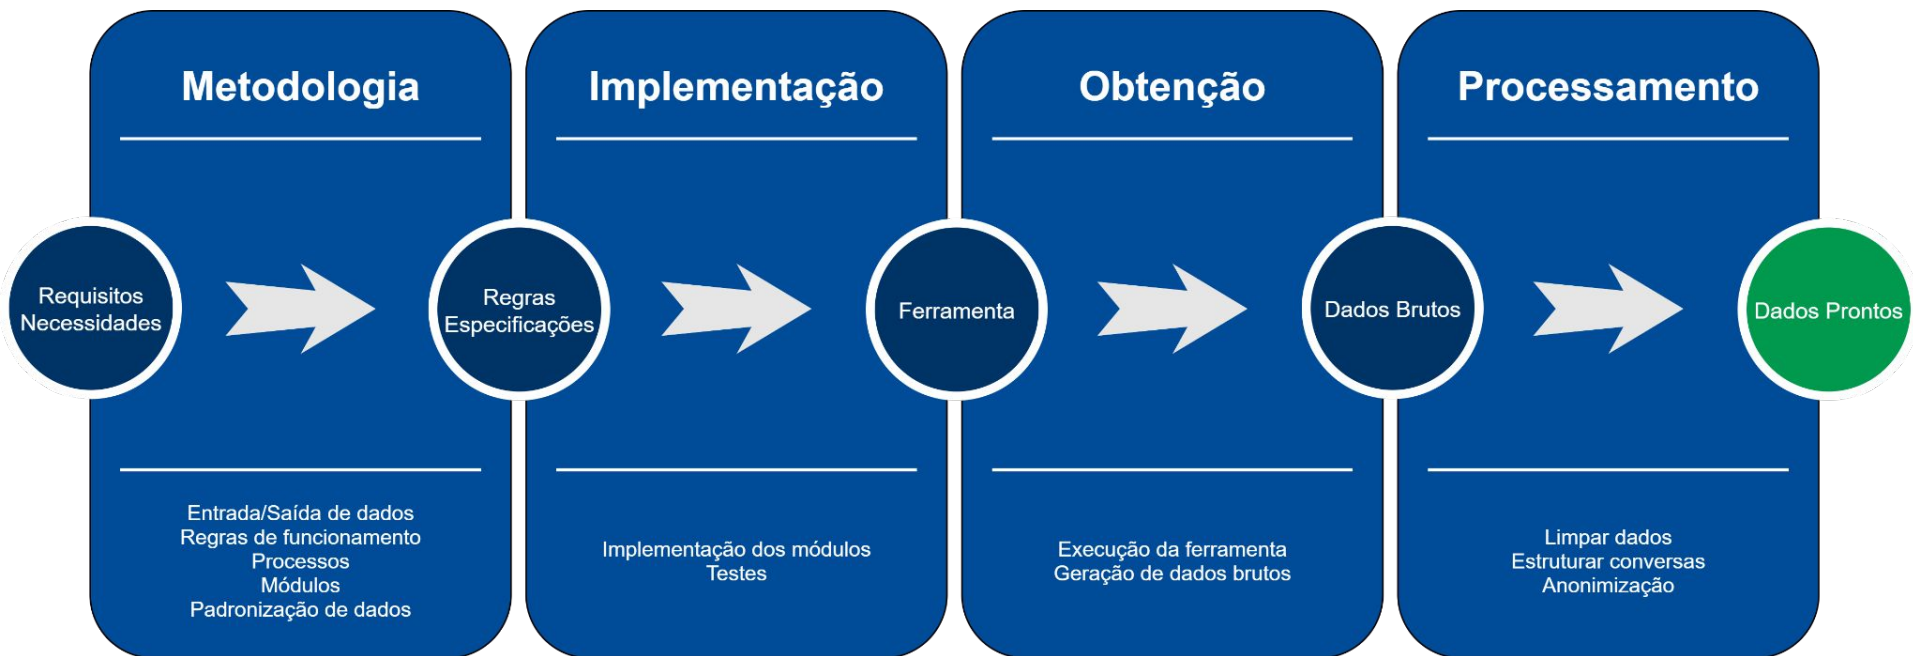 Metodologia
Implementação
Obtenção
Processamento
Requisitos
Necessidades
Regras
Especificações
Ferramenta
Dados Brutos
Dados Prontos
Entrada/Saída de dados
Regras de funcionamento
Processos
Módulos
Padronização de dados
Implementação dos módulos
Testes
Execução da ferramenta
Geração de dados brutos
Limpar dados
Estruturar conversas
Anonimização